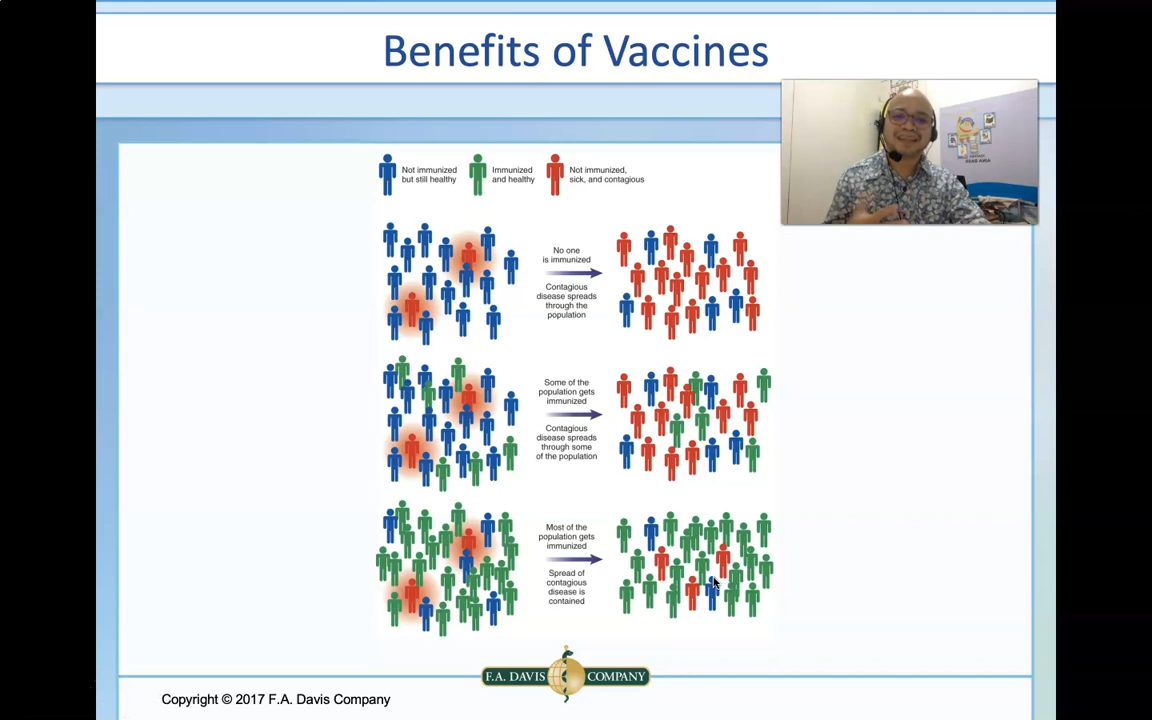 Benefits of Vaccines
Not immunized
but still healthy
Immunized
and healthy
Not immunized,
sick, and contagious
No one
is immunized
Contagious
disease spreads
through the
population
Some of the
population gets
immunized
Contagious
disease spreads
through some
of the population
Most of the
population gets
immunized
Spread of
contagious
disease is
contained
F.A. DAVIS COMPANY
Copyright © 2017 F.A. Davis Company